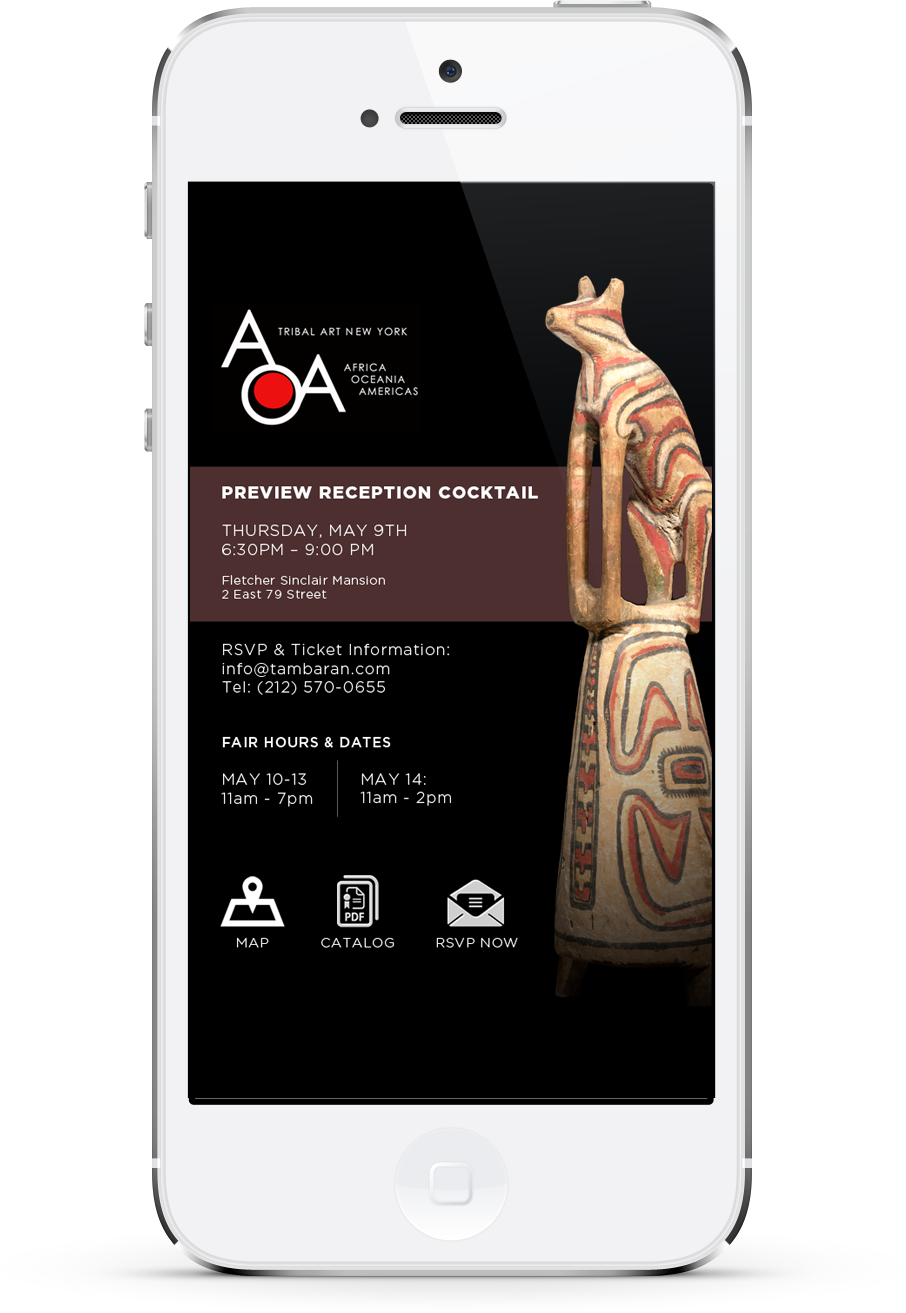 A
TRIBAL ART NEW YORK
OA
AFRICA
OCEANIA
AMERICAS
PREVIEW RECEPTION COCKTAIL
THURSDAY, MAY 9TH
6:30PM – 9:00 PM
Fletcher Sinclair Mansion
2 East 79 Street
RSVP & Ticket Information:
info@tambaran.com
Tel: (212) 570-0655
FAIR HOURS & DATES
MAY 10-13
11am - 7pm
MAY 14:
11am - 2pm
PDF
MAP
CATALOG
RSVP NOW